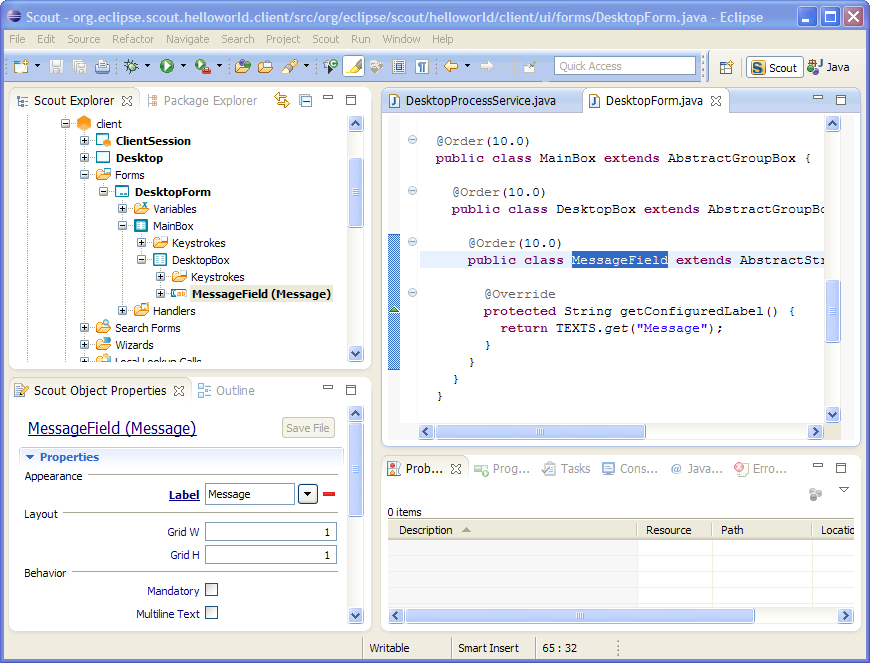 Scout - org.eclipse.scout.helloworld.client/src/org/eclipse/scout/helloworld/client/ui/forms/DesktopForm.java - Eclipse
File Edit Source Refactor Navigate Search Project Scout Run Window Help
Quick Access
Scout
Java
Scout Explorer
Package Explorer
client
ClientSession
Desktop
Forms
DesktopForm
Variables
MainBox
Keystrokes
DesktopBox
Keystrokes
MessageField (Message)
Handlers
Search Forms
Wizards
Local Lookup Calls
DesktopProcessService.java
DesktopForm.java
@Order(10.0)
public class MainBox extends AbstractGroupBox {
@Order(10.0)
public class DesktopBox extends AbstractGroupBo
@Order(10.0)
public class MessageField extends AbstractStr
@Override
protected String getConfiguredLabel() {
return TEXTS.get("Message");
}
}
}
}
Scout Object Properties
Outline
MessageField (Message)
Save File
Properties
Appearance
Label Message
Layout
Grid W 1
Grid H 1
Behavior
Mandatory
Multiline Text
Prob...
Prog...
Tasks
Cons...
@ Java...
Erro...
0 items
Description Resource Path Locatio
Writable Smart Insert 65 : 32